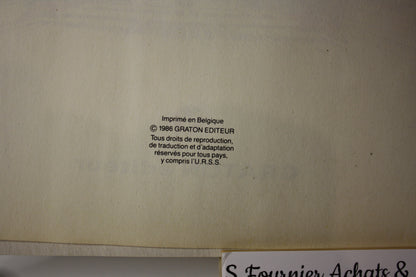 Imprimé en Belgique
© 1986 GRATON EDITEUR
Tous droits de reproduction,
de traduction et d'adaptation
réservés pour tous pays,
y compris l'U.R.S.S.
S Fournier Achats &